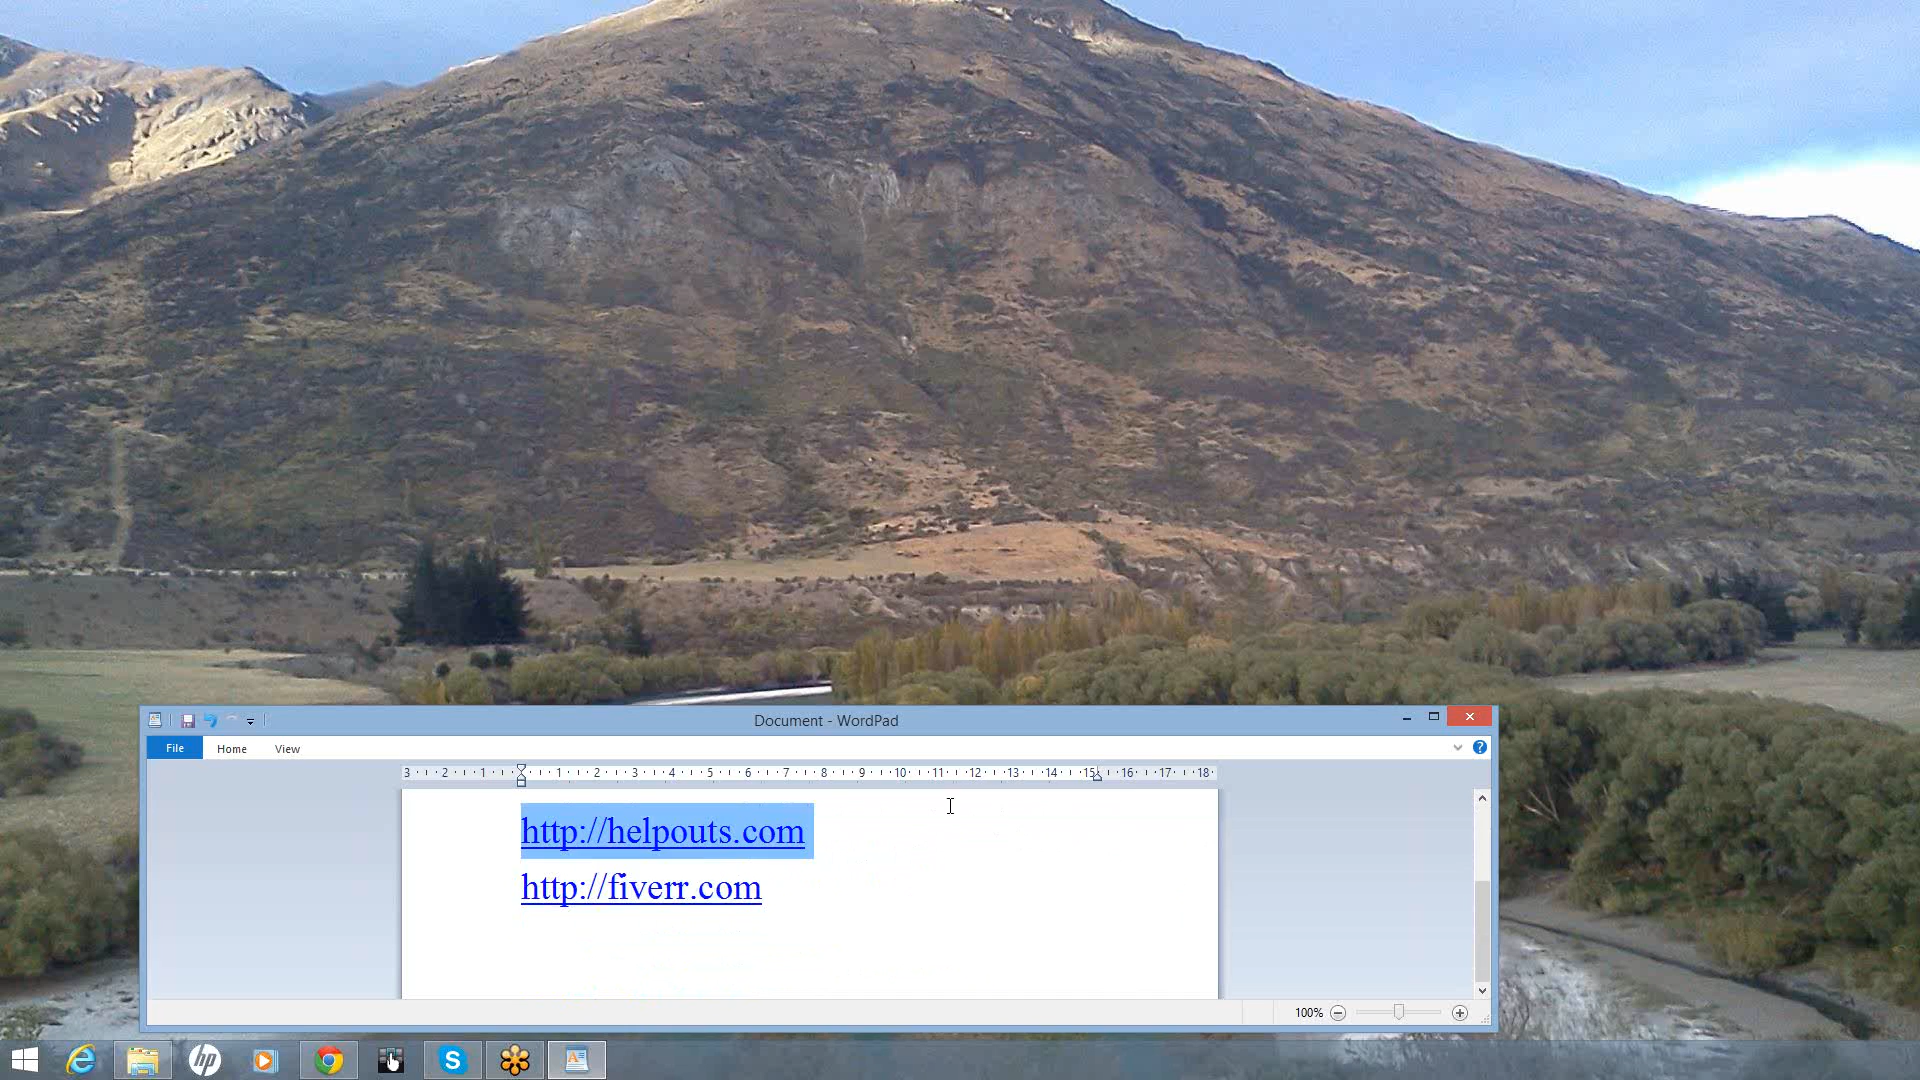 Document - WordPad
File Home View
3 2 1 1 2 3 4 5 6 7 8 9 10 11 12 13 14 15 16 17 18
http://helpouts.com
http://fiverr.com
100%